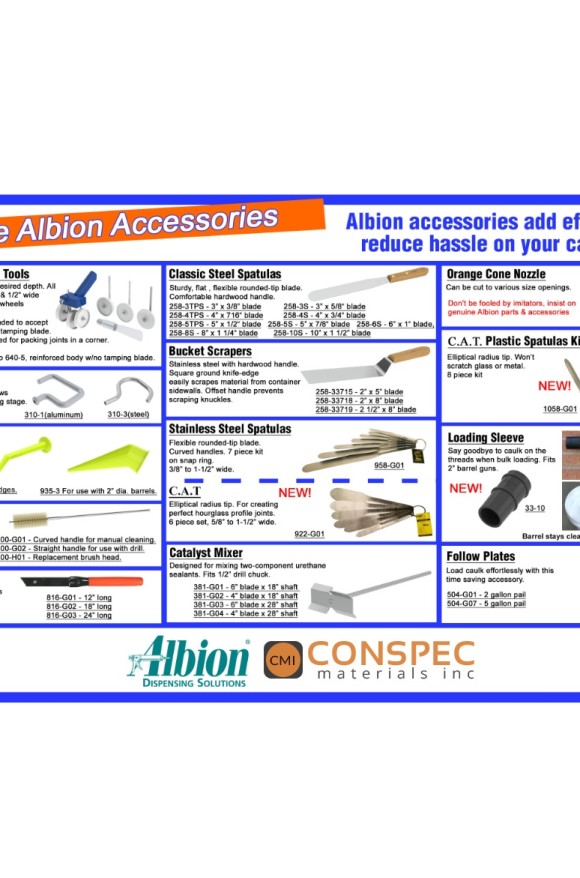 e Albion Accessories
Albion accessories add ef
reduce hassle on your ca
Tools
esired depth. All
& 1/2" wide
wheels
ded to accept
tamping blade.
ed for packing joints in a corner.
o 640-5, reinforced body w/no tamping blade.
ws
g stage.
310-1(aluminum)
310-3(steel)
dges.
935-3 For use with 2" dia. barrels.
00-G01 - Curved handle for manual cleaning.
00-G02 - Straight handle for use with drill.
00-H01 - Replacement brush head.
s
816-G01 - 12" long
816-G02 - 18" long
816-G03 - 24" long
Classic Steel Spatulas
Sturdy, flat , flexible rounded-tip blade.
Comfortable hardwood handle.
258-3TPS - 3" x 3/8" blade
258-3S - 3" x 5/8" blade
258-4TPS - 4" x 7/16" blade
258-4S - 4" x 3/4" blade
258-5TPS - 5" x 1/2" blade
258-5S - 5" x 7/8" blade
258-6S - 6" x 1" blade,
258-8S - 8" x 1 1/4" blade
258-10S - 10" x 1 1/2" blade
Bucket Scrapers
Stainless steel with hardwood handle.
Square ground knife-edge
easily scrapes material from container
sidewalls. Offset handle prevents
scraping knuckles.
258-33715 - 2" x 5" blade
258-33718 - 2" x 8" blade
258-33719 - 2 1/2" x 8" blade
Stainless Steel Spatulas
Flexible rounded-tip blade.
Curved handles. 7 piece kit
on snap ring.
3/8" to 1-1/2" wide.
958-G01
C.A.T
NEW!
Elliptical radius tip. For creating
perfect hourglass profile joints.
6 piece set, 5/8" to 1-1/2" wide.
922-G01
Catalyst Mixer
Designed for mixing two-component urethane
sealants. Fits 1/2" drill chuck.
381-G01 - 6" blade x 18" shaft
381-G02 - 4" blade x 18" shaft
381-G03 - 6" blade x 28" shaft
381-G04 - 4" blade x 28" shaft
Orange Cone Nozzle
Can be cut to various size openings.
Don't be fooled by imitators, insist on
genuine Albion parts & accessories
C.A.T. Plastic Spatulas Ki
Elliptical radius tip. Won't
scratch glass or metal.
8 piece kit
NEW!
1058-G01
Loading Sleeve
Say goodbye to caulk on the
threads when bulk loading. Fits
2" barrel guns.
NEW!
33-10
Barrel stays clea
Follow Plates
Load caulk effortlessly with this
time saving accessory.
504-G01 - 2 gallon pail
504-G07 - 5 gallon pail
Albion
DISPENSING SOLUTIONS
CMI
CONSPEC
materials inc